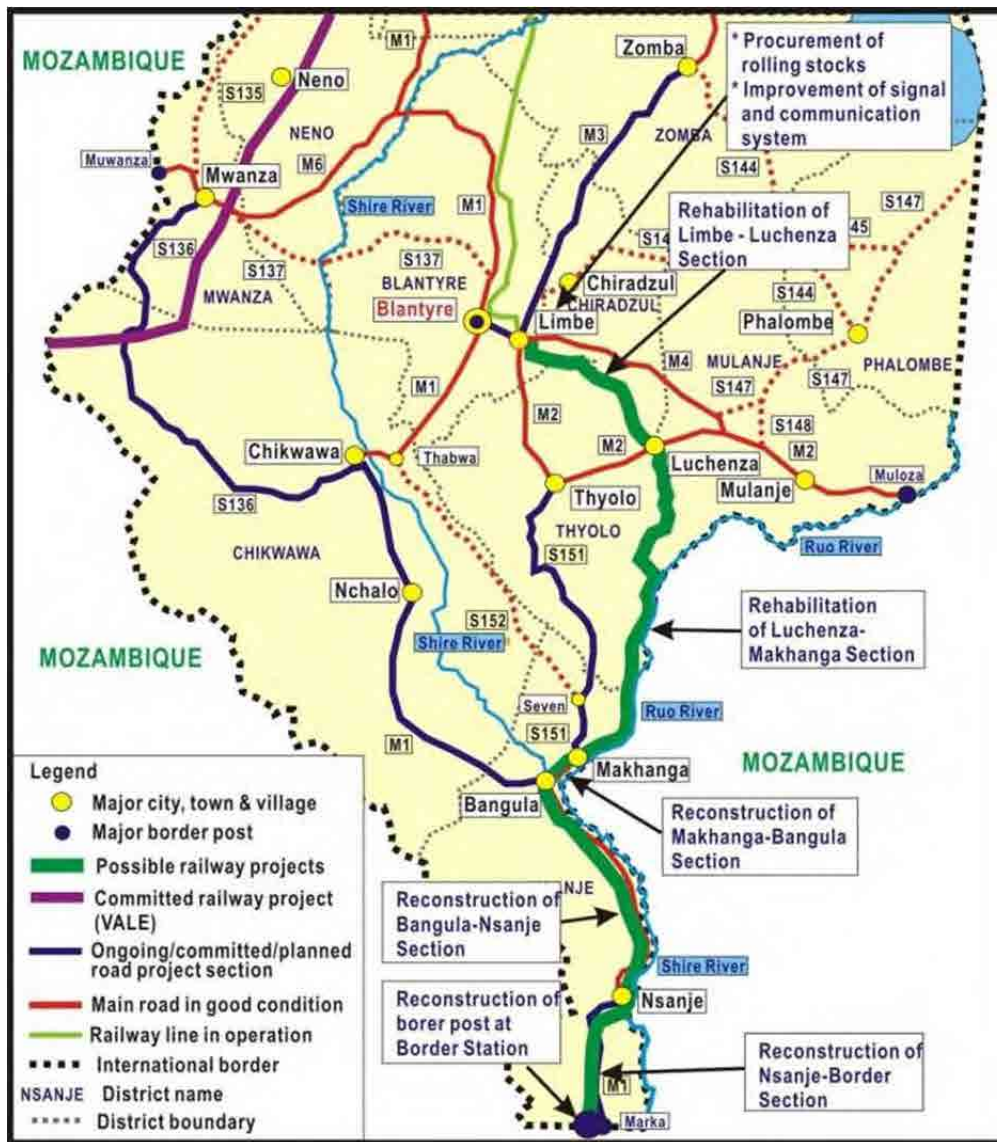 MOZAMBIQUE
Neno
S135
NENO
M1
Zomba
* Procurement of
rolling stocks
* Improvement of signal
and communication
system
M3
ZOMBA
Muwanza
Mwanza
M6
Shire River
M1
S144
S147
Rehabilitation of
Limbe - Luchenza
Section
S14
45
S136
S137
MWANZA
S137
BLANTYRE
Blantyre
Chiradzul
CHIRADZUL
Limbe
S144
Phalombe
M4
MULANJE
PHALOMBE
S147
S147
M1
M2
S148
Chikwawa
Thabwa
M2
Luchenza
M2
Mulanje
Muloza
S136
Thyolo
THYOLO
CHIKWAWA
S151
Ruo River
Nchalo
S152
Shire River
Rehabilitation
of Luchenza-
Makhanga Section
MOZAMBIQUE
Seven
Ruo River
M1
S151
MOZAMBIQUE
Makhanga
Bangula
Reconstruction of
Makhanga-Bangula
Section
ANJE
Reconstruction of
Bangula-Nsanje
Section
Shire River
Nsanje
Reconstruction of
borer post at
Border Station
Reconstruction of
Nsanje-Border
Section
M1
Marka
Legend
Major city, town & village
Major border post
Possible railway projects
Committed railway project
(VALE)
Ongoing/committed/planned
road project section
Main road in good condition
Railway line in operation
International border
NSANJE District name
District boundary